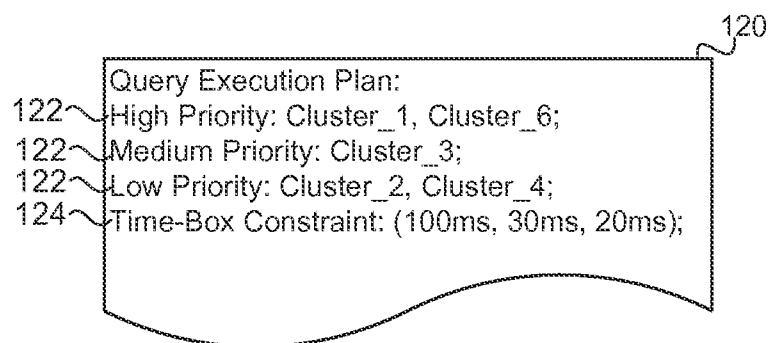 120
Query Execution Plan:
122 High Priority: Cluster_1, Cluster_6;
122 Medium Priority: Cluster_3;
122 Low Priority: Cluster_2, Cluster_4;
124 Time-Box Constraint: (100ms, 30ms, 20ms);